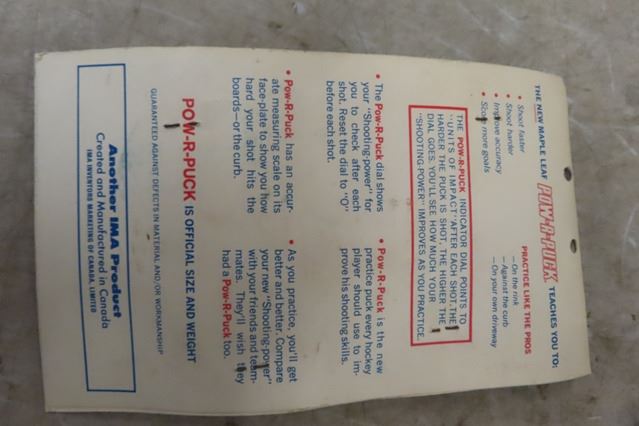 THE NEW MAPLE LEAF POW-R-PUCK TEACHES YOU TO:
• Shoot faster
• Shoot harder
• Improve accuracy
• Score more goals
PRACTICE LIKE THE PROS
— On the rink
— Against the curb
— On your own driveway
THE POW-R-PUCK INDICATOR DIAL POINTS TO
"UNITS OF IMPACT" AFTER EACH SHOT. THE
HARDER THE PUCK IS SHOT, THE HIGHER THE
DIAL GOES. YOU'LL SEE HOW MUCH YOUR
"SHOOTING-POWER" IMPROVES AS YOU PRACTICE.
• The Pow-R-Puck dial shows
your "Shooting-power" for
you to check after each
shot. Reset the dial to "O"
before each shot.
• Pow-R-Puck is the new
practice puck every hockey
player should use to im-
prove his shooting skills.
• Pow-R-Puck has an accur-
ate measuring scale on its
face-plate to show you how
hard your shot hits the
boards—or the curb.
• As you practice, you'll get
better and better. Compare
your new "Shooting-power"
with your friends and team-
mates. They'll wish they
had a Pow-R-Puck too.
POW-R-PUCK IS OFFICIAL SIZE AND WEIGHT
GUARANTEED AGAINST DEFECTS IN MATERIAL AND/OR WORKMANSHIP
Another IMA Product
Created and Manufactured in Canada
IMA INVENTORS MARKETING OF CANADA, LIMITED